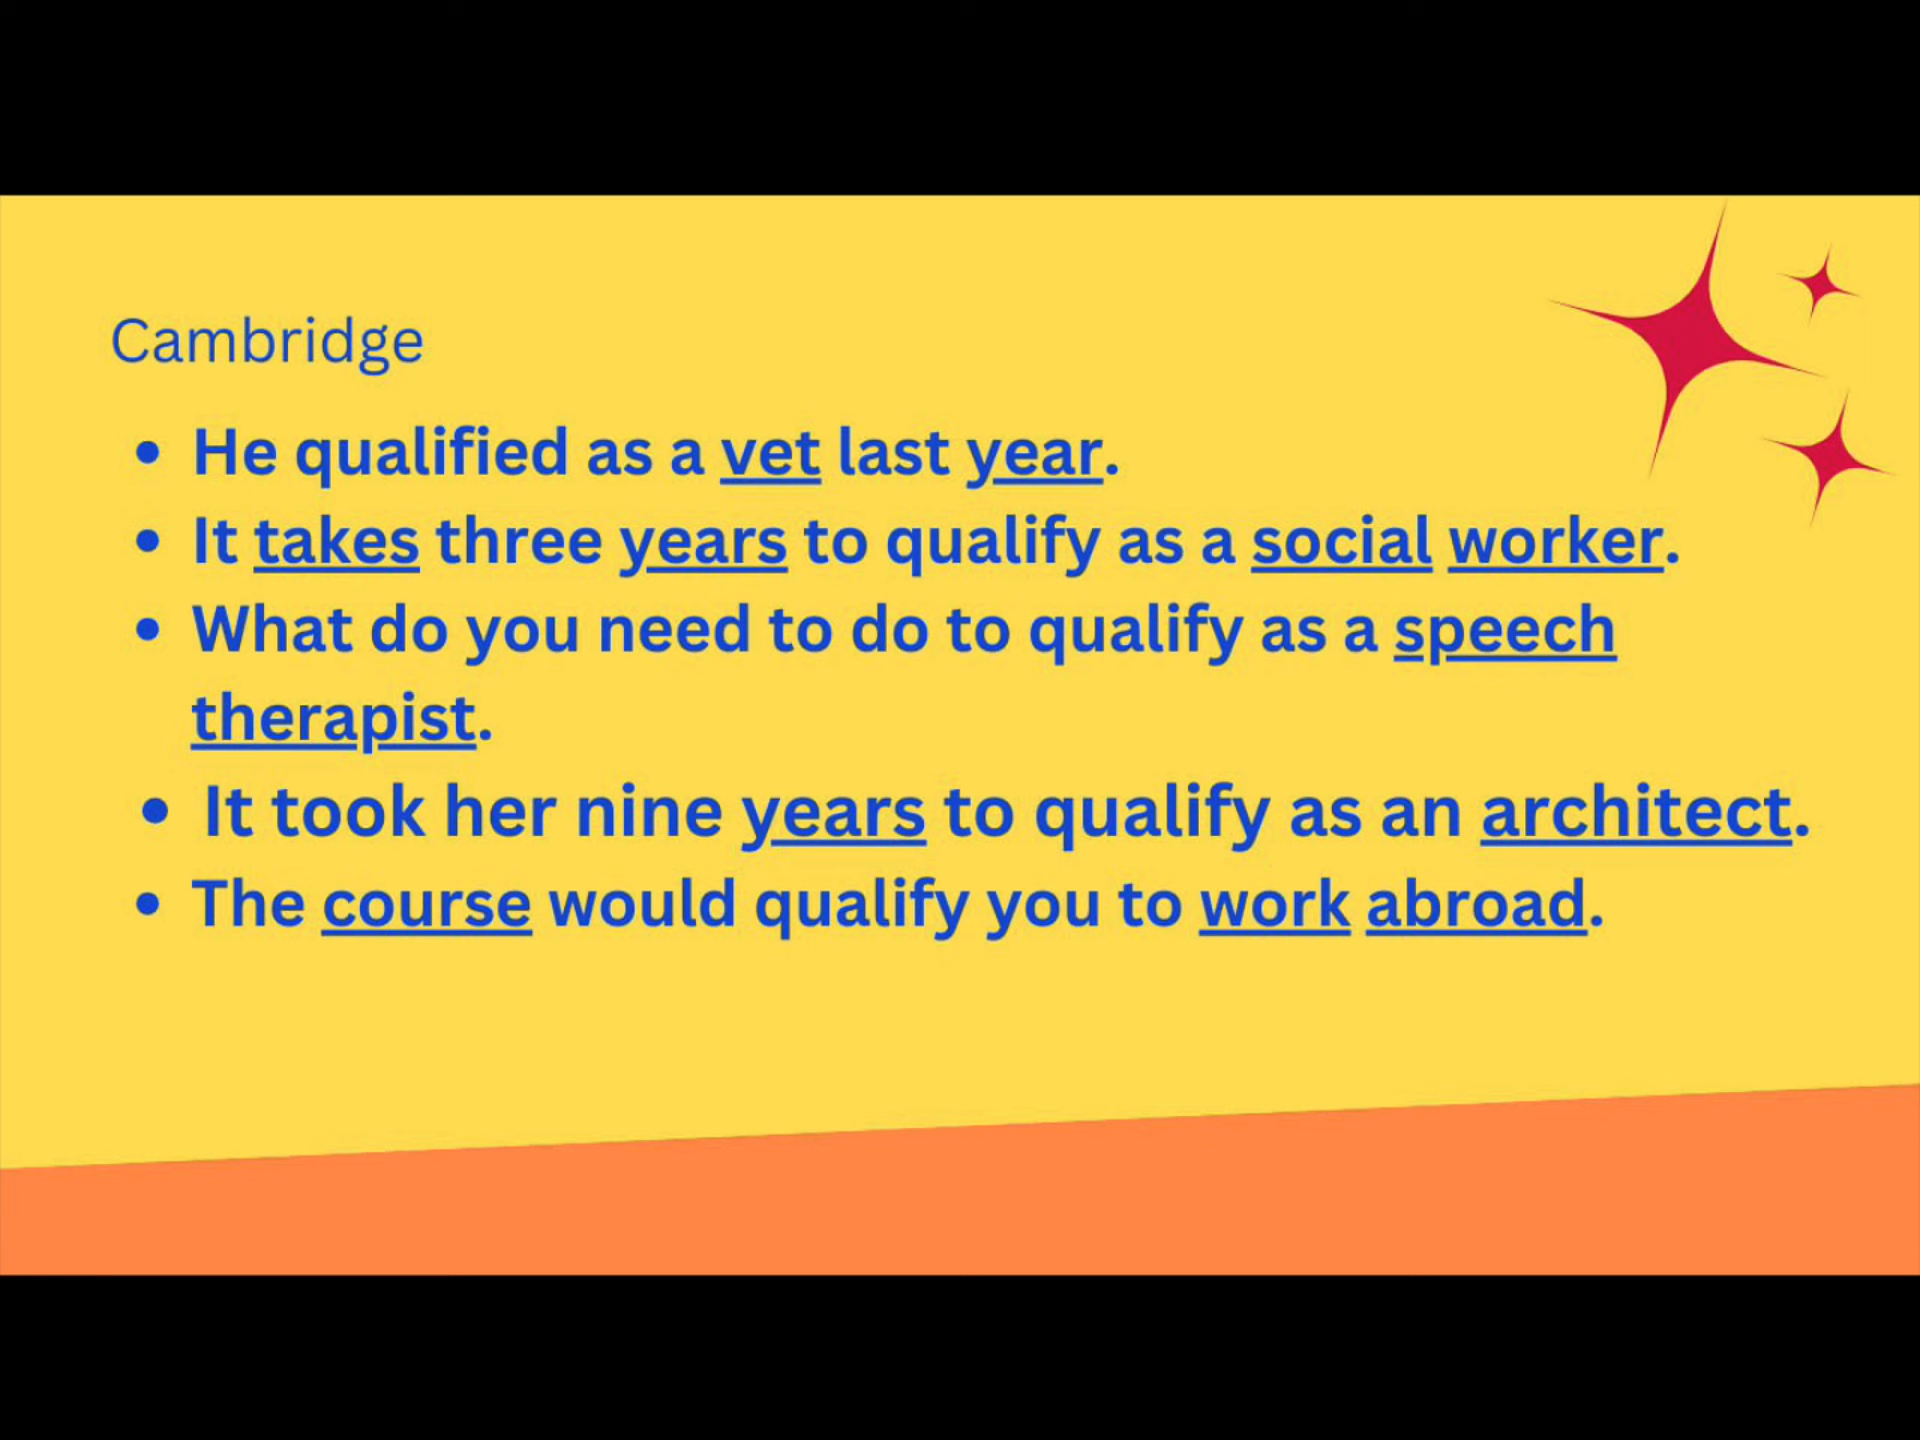 Cambridge
• He qualified as a vet last year.
• It takes three years to qualify as a social worker.
• What do you need to do to qualify as a speech
therapist.
• It took her nine years to qualify as an architect.
• The course would qualify you to work abroad.